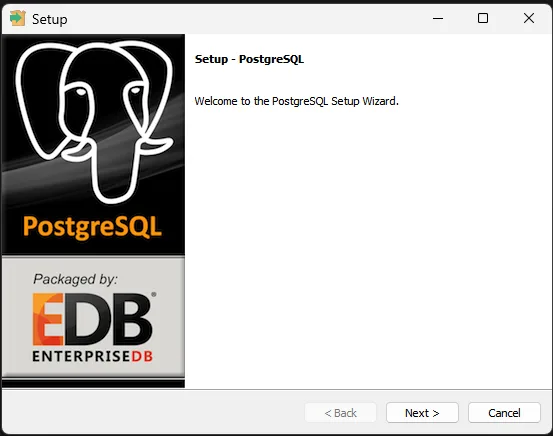 Setup
Setup - PostgreSQL
Welcome to the PostgreSQL Setup Wizard.
PostgreSQL
Packaged by:
EDB®
ENTERPRISEDB
< Back
Next >
Cancel